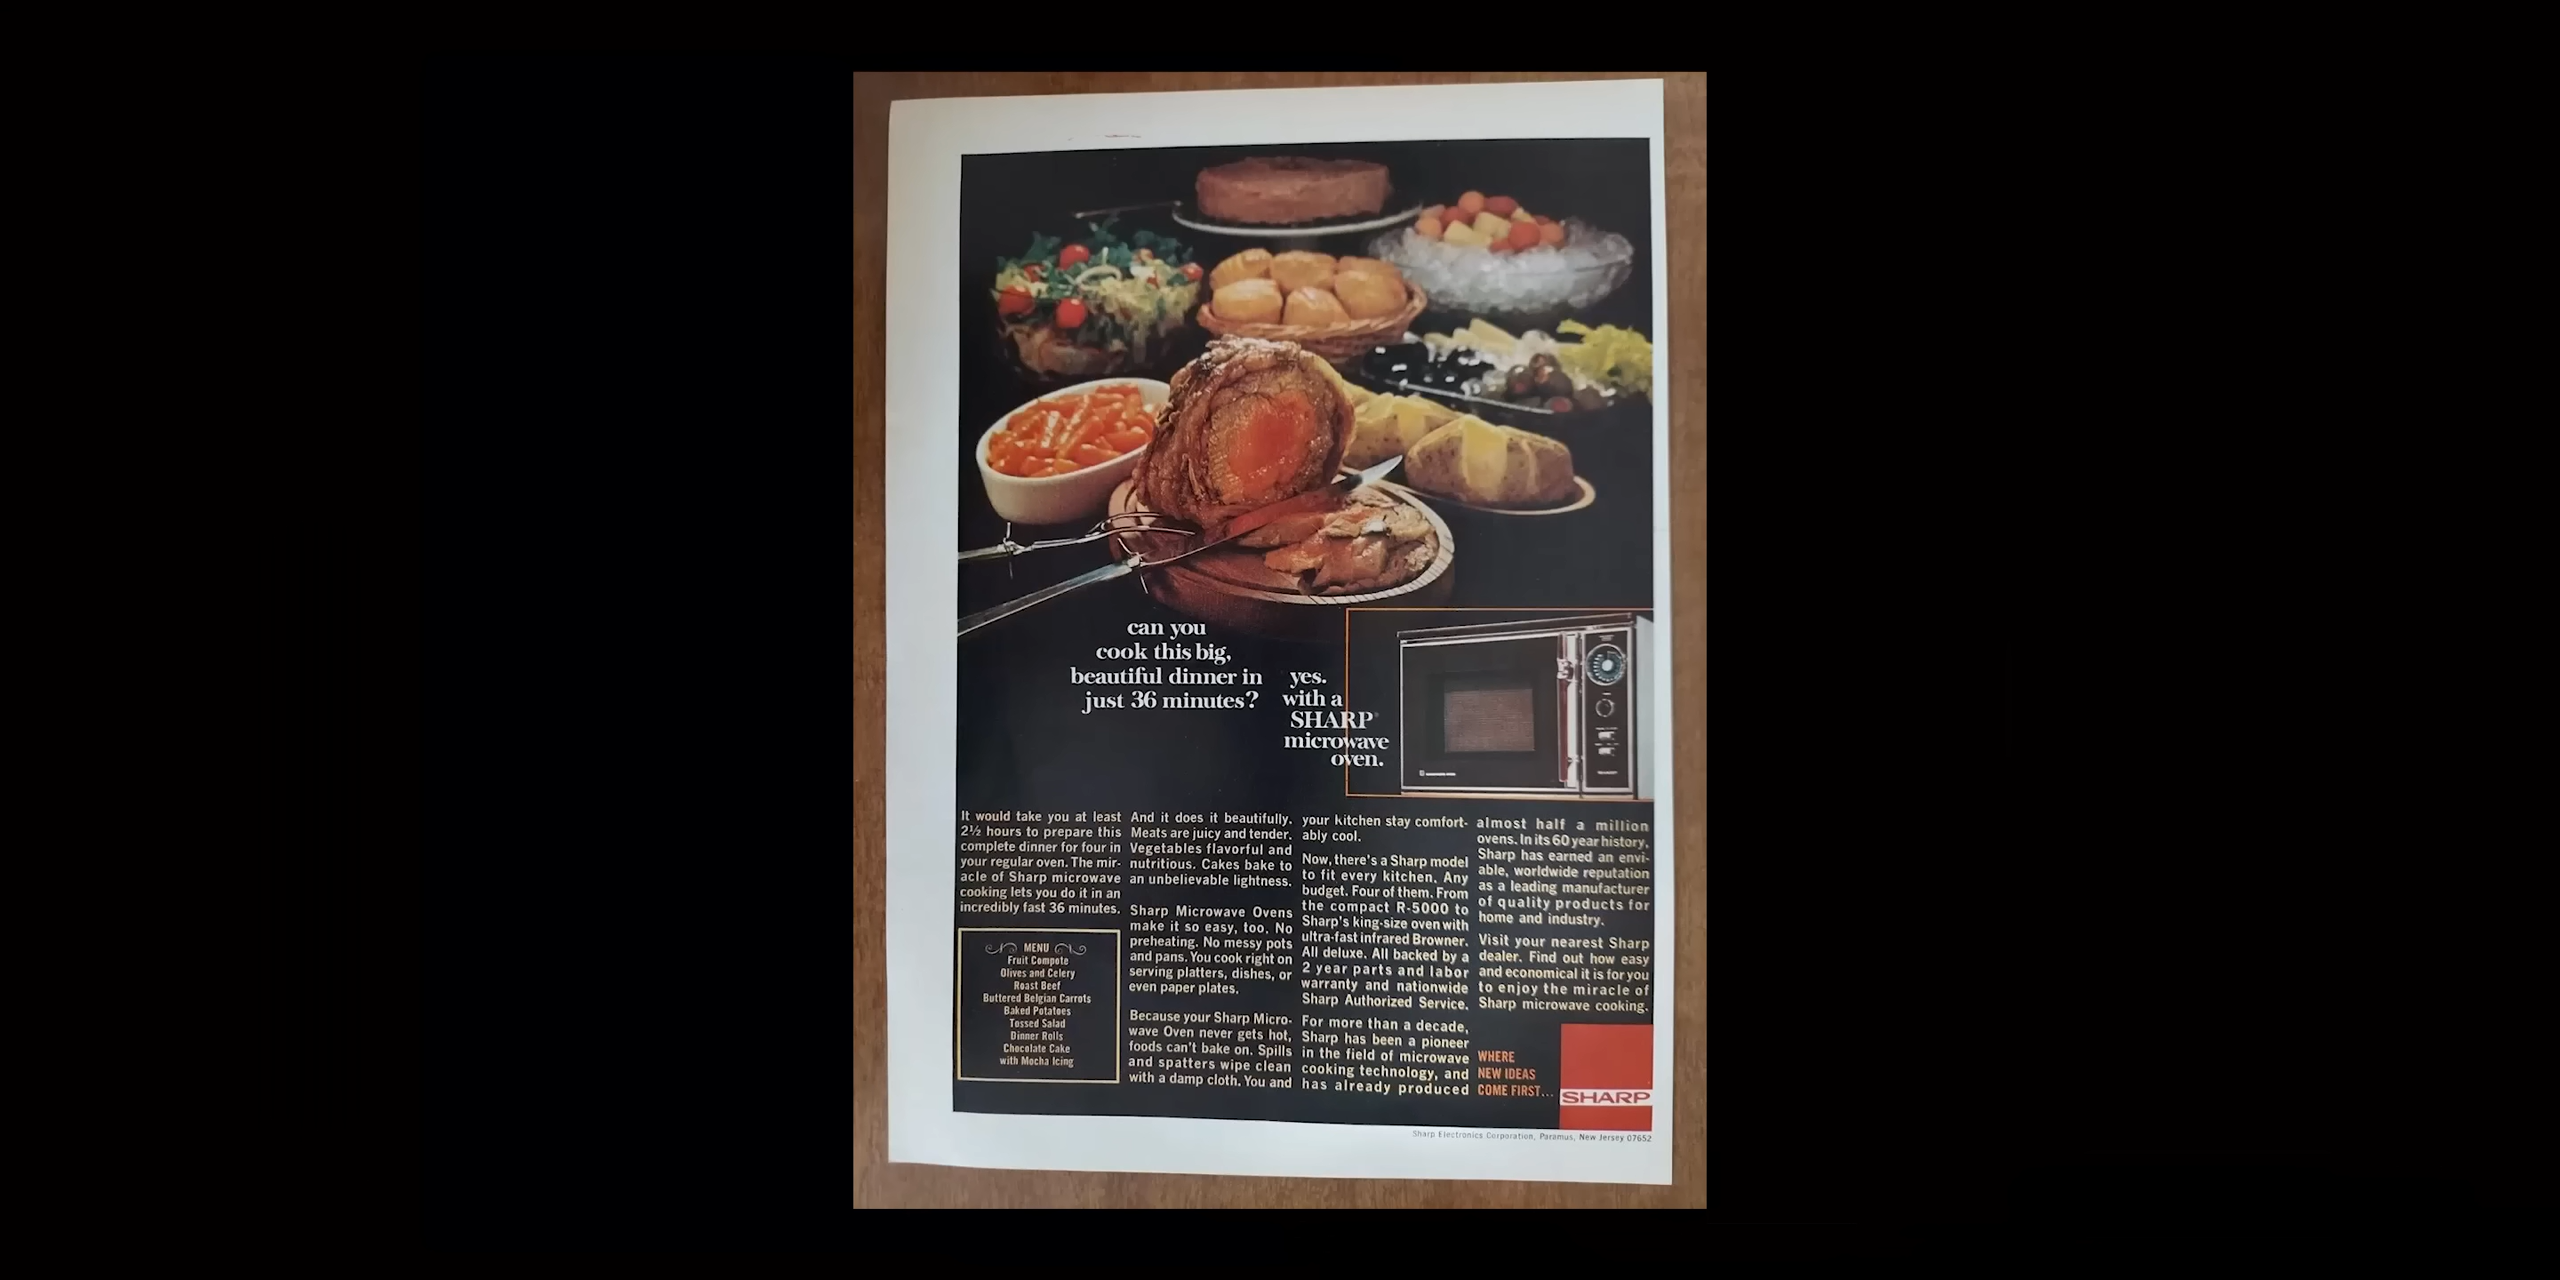 can you
cook this big,
beautiful dinner in
just 36 minutes?
yes.
with a
SHARP®
microwave
oven.
It would take you at least
2½ hours to prepare this
complete dinner for four in
your regular oven. The mir-
acle of Sharp microwave
cooking lets you do it in an
incredibly fast 36 minutes.
MENU
Fruit Compote
Olives and Celery
Roast Beef
Buttered Belgian Carrots
Baked Potatoes
Tossed Salad
Dinner Rolls
Chocolate Cake
with Mocha Icing
And it does it beautifully.
Meats are juicy and tender.
Vegetables flavorful and
nutritious. Cakes bake to
an unbelievable lightness.
Sharp Microwave Ovens
make it so easy, too. No
preheating. No messy pots
and pans. You cook right on
serving platters, dishes, or
even paper plates.
Because your Sharp Micro-
wave Oven never gets hot,
foods can't bake on. Spills
and spatters wipe clean
with a damp cloth. You and
your kitchen stay comfort-
ably cool.
Now, there's a Sharp model
to fit every kitchen. Any
budget. Four of them. From
the compact R-5000 to
Sharp's king-size oven with
ultra-fast infrared Browner.
All deluxe. All backed by a
2 year parts and labor
warranty and nationwide
Sharp Authorized Service.
For more than a decade,
Sharp has been a pioneer
in the field of microwave
cooking technology, and
has already produced
almost half a million
ovens. In its 60 year history,
Sharp has earned an envi-
able, worldwide reputation
as a leading manufacturer
of quality products for
home and industry.
Visit your nearest Sharp
dealer. Find out how easy
and economical it is for you
to enjoy the miracle of
Sharp microwave cooking.
WHERE
NEW IDEAS
COME FIRST...
SHARP
Sharp Electronics Corporation, Paramus, New Jersey 07652